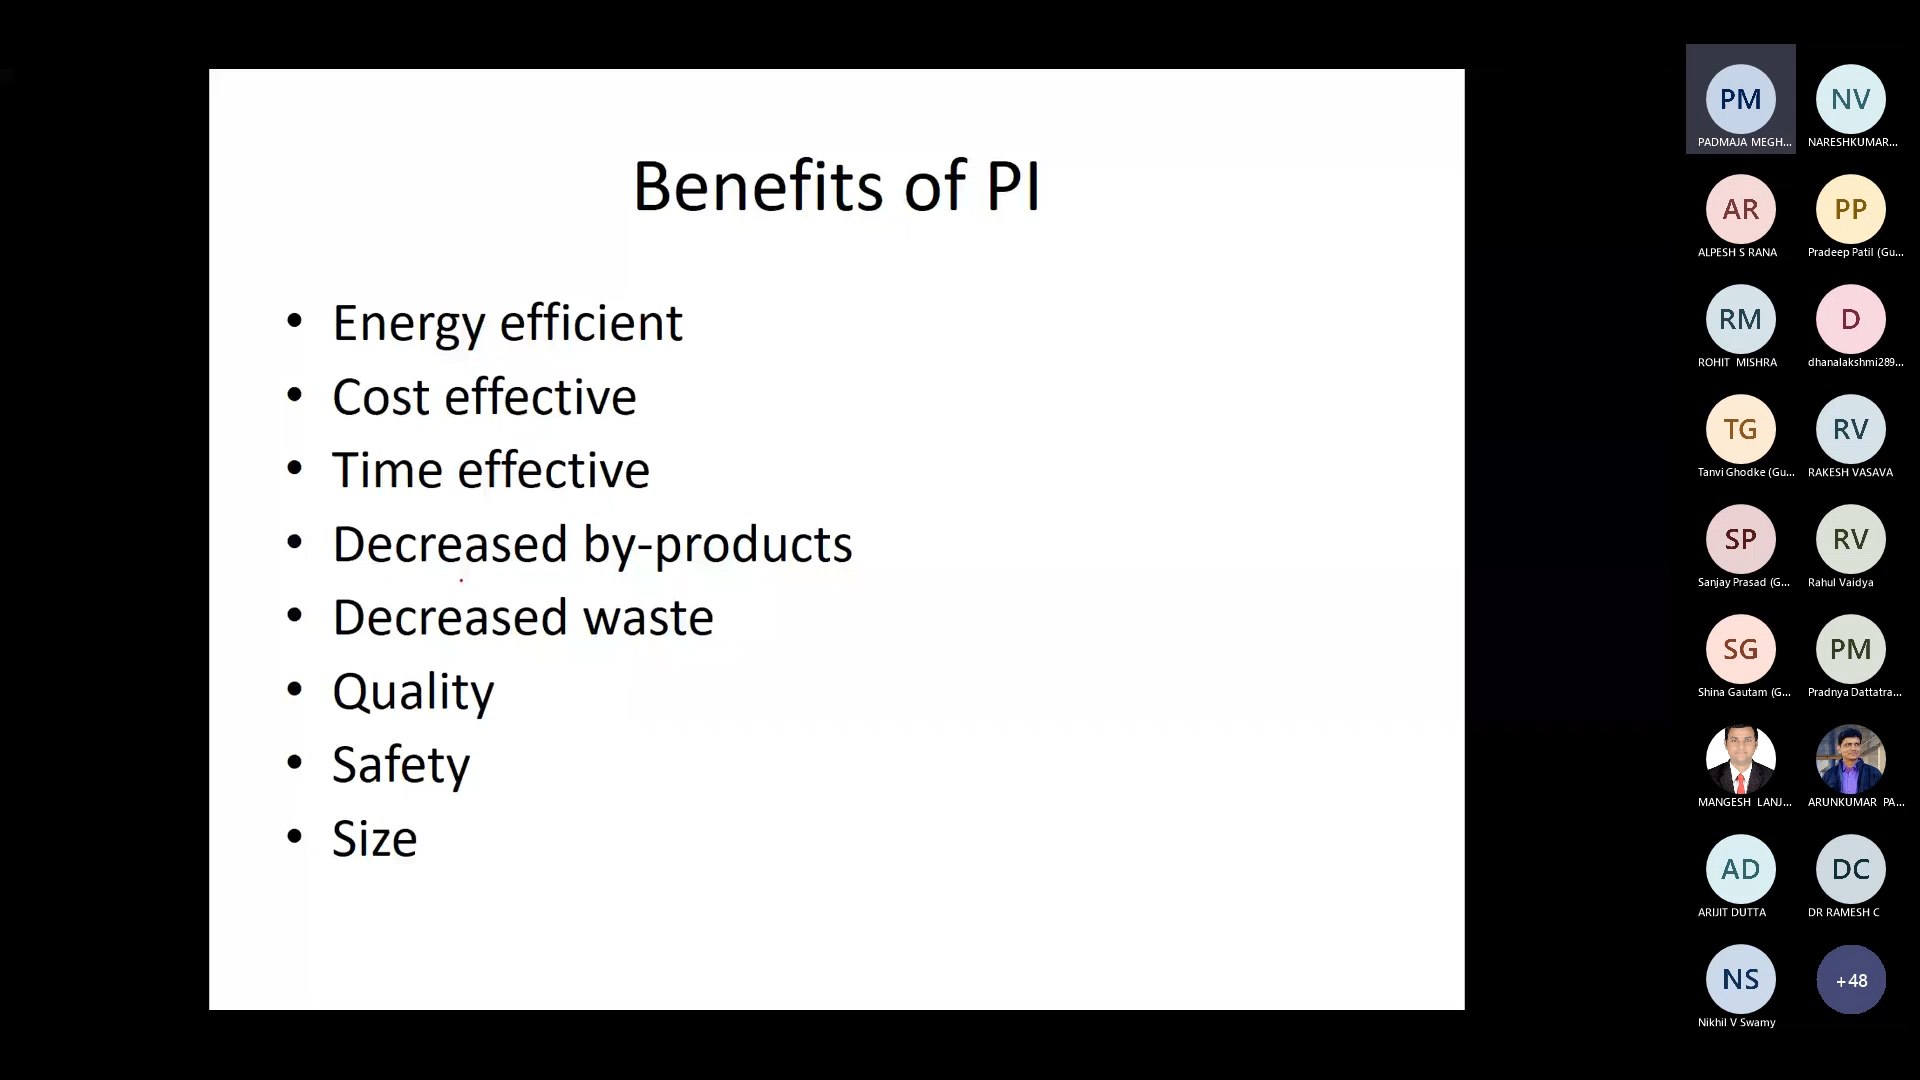 Benefits of PI
• Energy efficient
• Cost effective
• Time effective
• Decreased by-products
• Decreased waste
• Quality
• Safety
• Size
PM
PADMAJA MEGH...
NV
NARESHKUMAR...
AR
ALPESH S RANA
PP
Pradeep Patil (Gu...
RM
ROHIT MISHRA
D
dhanalakshmi289...
TG
Tanvi Ghodke (Gu...
RV
RAKESH VASAVA
SP
Sanjay Prasad (G...
RV
Rahul Vaidya
SG
Shina Gautam (G...
PM
Pradnya Dattatra...
MANGESH LANJ...
ARUNKUMAR PA...
AD
ARIJIT DUTTA
DC
DR RAMESH C
NS
Nikhil V Swamy
+48